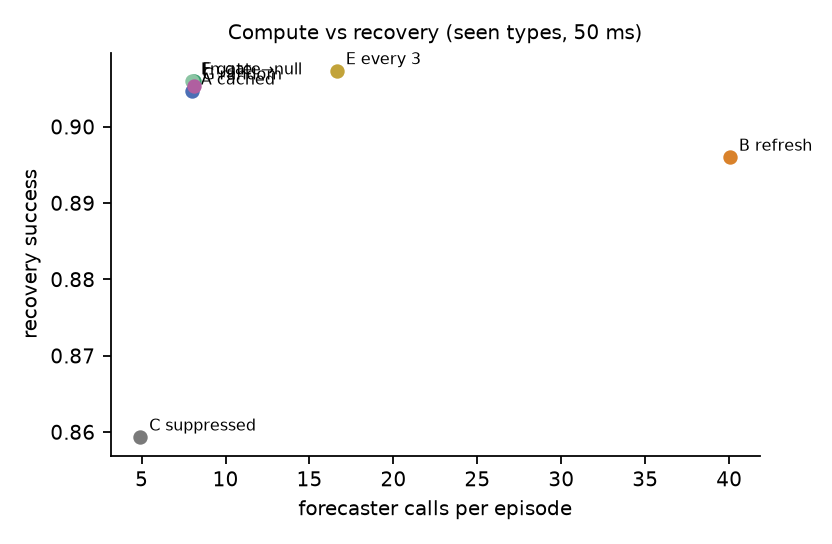 Compute vs recovery (seen types, 50 ms)
E every 3
A cached
0.90
B refresh
0.89
0.88
0.87
C suppressed
0.86
5 10 15 20 25 30 35 40
forecaster calls per episode
recovery success